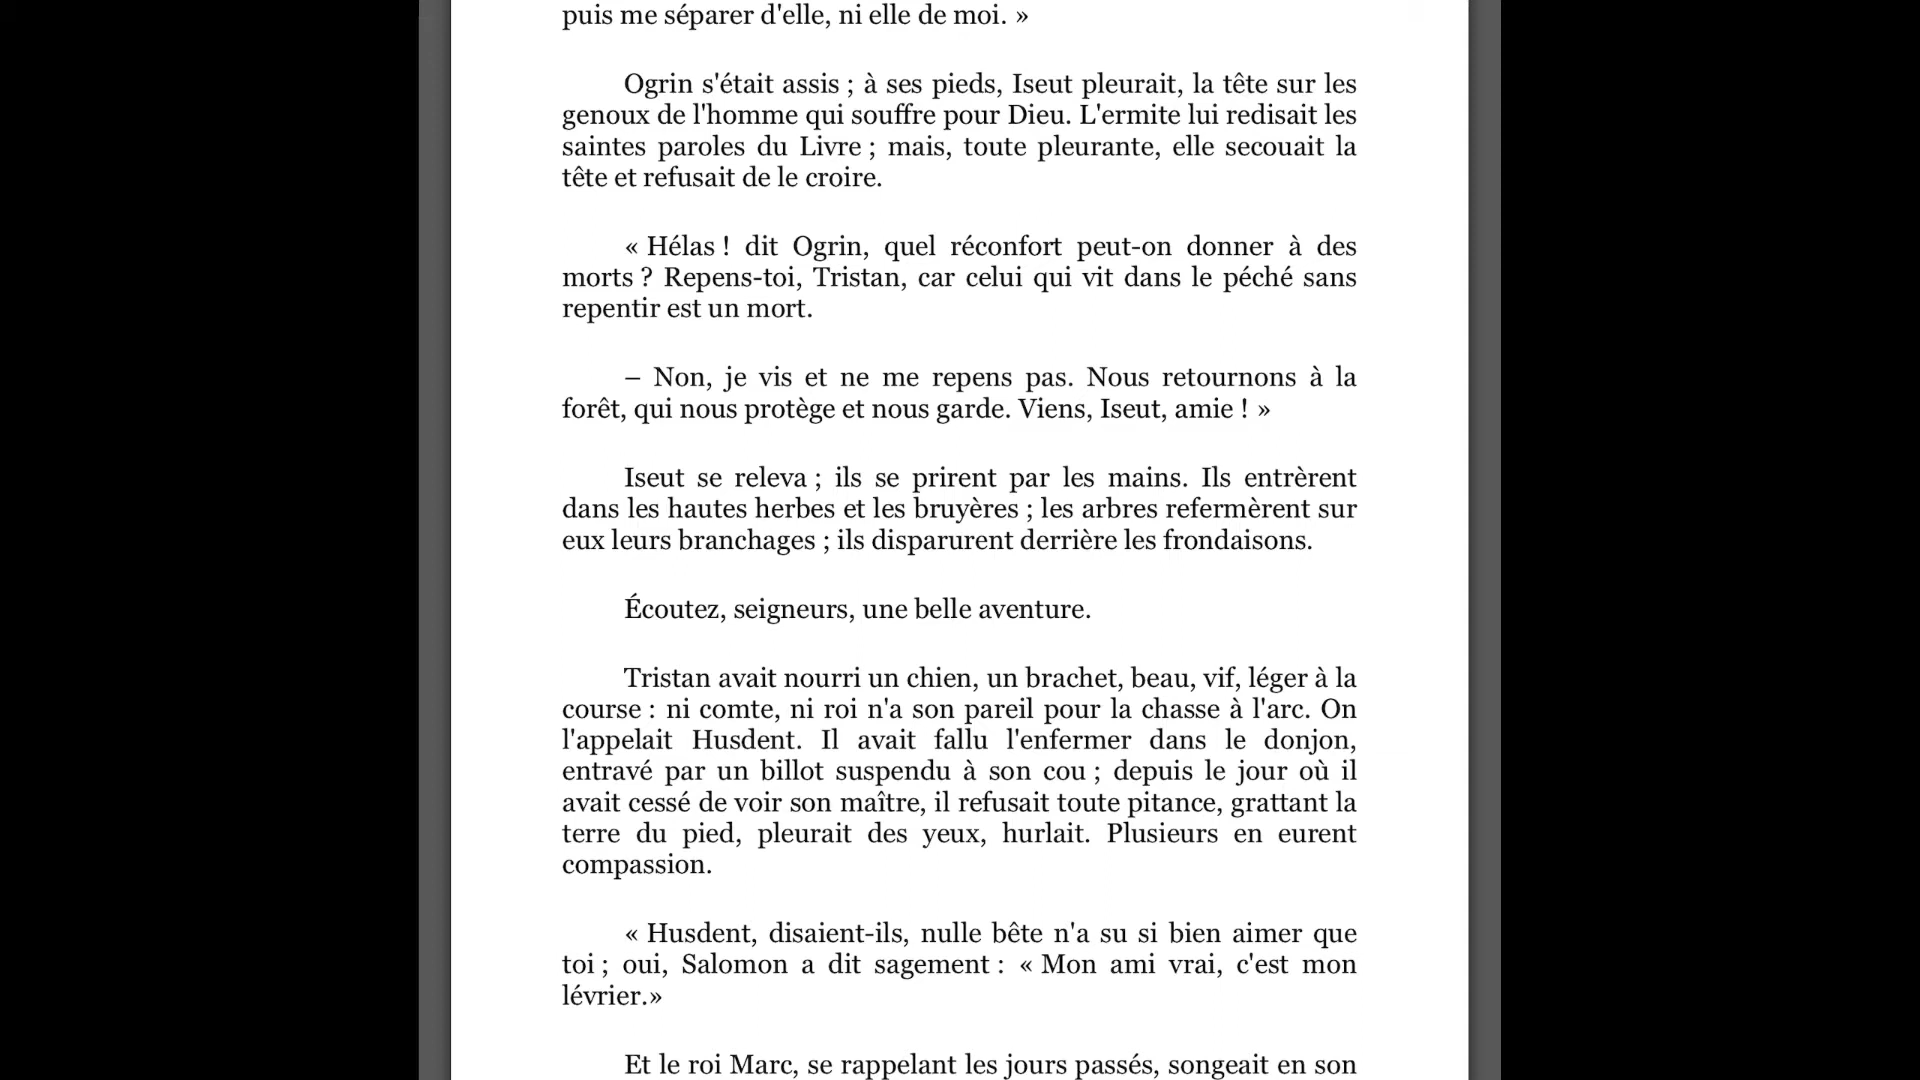 puis me séparer d'elle, ni elle de moi. »
Ogrin s'était assis ; à ses pieds, Iseut pleurait, la tête sur les
genoux de l'homme qui souffre pour Dieu. L'ermite lui redisait les
saintes paroles du Livre ; mais, toute pleurante, elle secouait la
tête et refusait de le croire.
« Hélas ! dit Ogrin, quel réconfort peut-on donner à des
morts ? Repens-toi, Tristan, car celui qui vit dans le péché sans
repentir est un mort.
– Non, je vis et ne me repens pas. Nous retournons à la
forêt, qui nous protège et nous garde. Viens, Iseut, amie ! »
Iseut se releva ; ils se prirent par les mains. Ils entrèrent
dans les hautes herbes et les bruyères ; les arbres refermèrent sur
eux leurs branchages ; ils disparurent derrière les frondaisons.
Écoutez, seigneurs, une belle aventure.
Tristan avait nourri un chien, un brachet, beau, vif, léger à la
course : ni comte, ni roi n'a son pareil pour la chasse à l'arc. On
l'appelait Husdent. Il avait fallu l'enfermer dans le donjon,
entravé par un billot suspendu à son cou ; depuis le jour où il
avait cessé de voir son maître, il refusait toute pitance, grattant la
terre du pied, pleurait des yeux, hurlait. Plusieurs en eurent
compassion.
« Husdent, disaient-ils, nulle bête n'a su si bien aimer que
toi ; oui, Salomon a dit sagement : « Mon ami vrai, c'est mon
lévrier.»
Et le roi Marc, se rappelant les jours passés, songeait en son